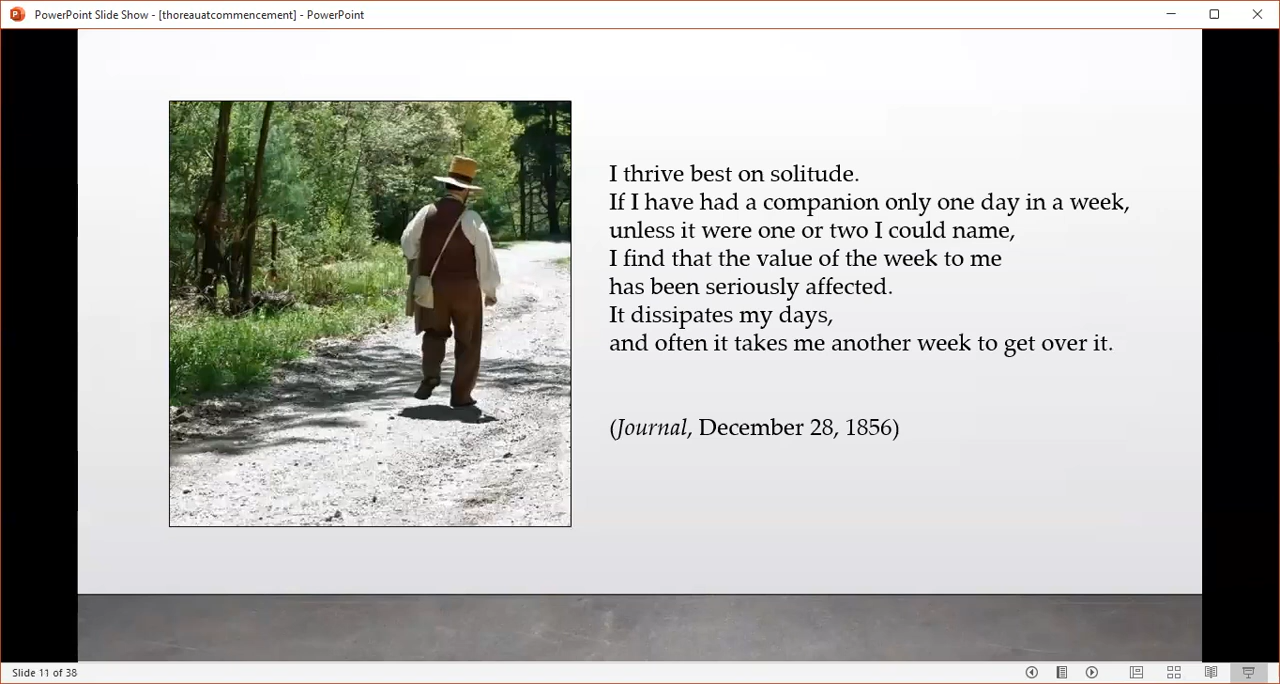 PowerPoint Slide Show - [thoreauatcommencement] - PowerPoint
I thrive best on solitude.
If I have had a companion only one day in a week,
unless it were one or two I could name,
I find that the value of the week to me
has been seriously affected.
It dissipates my days,
and often it takes me another week to get over it.
(Journal, December 28, 1856)
Slide 11 of 38